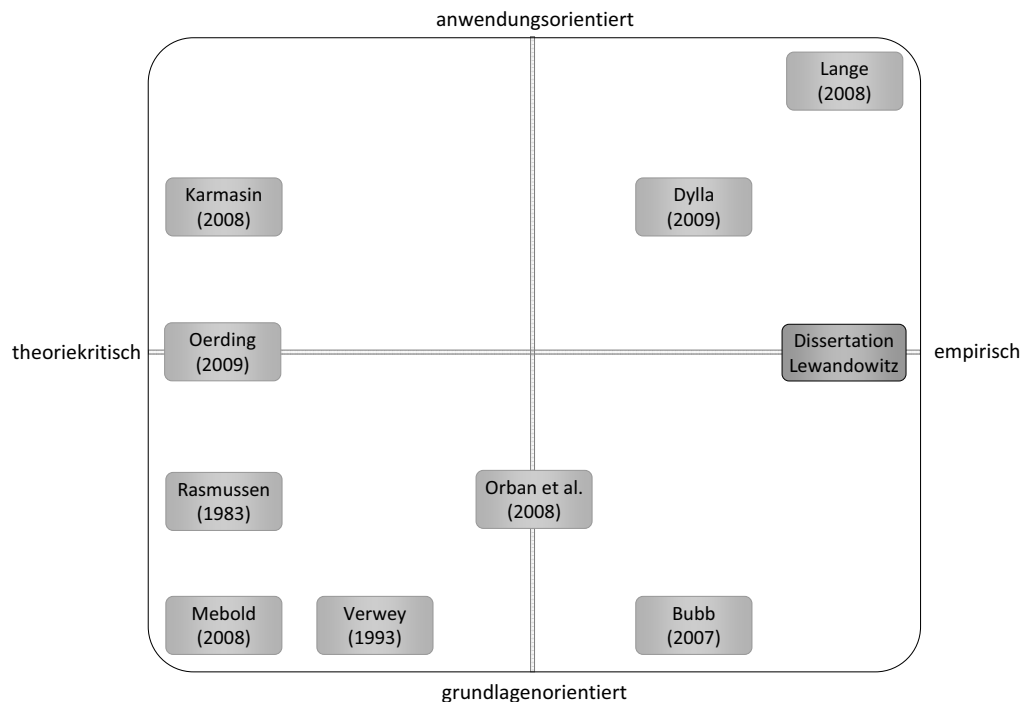 anwendungsorientiert
Lange
(2008)
Karmasin
(2008)
Dylla
(2009)
theoriekritisch
Oerding
(2009)
Dissertation
Lewandowitz
empirisch
Rasmussen
(1983)
Orban et al.
(2008)
Mebold
(2008)
Verwey
(1993)
Bubb
(2007)
grundlagenorientiert